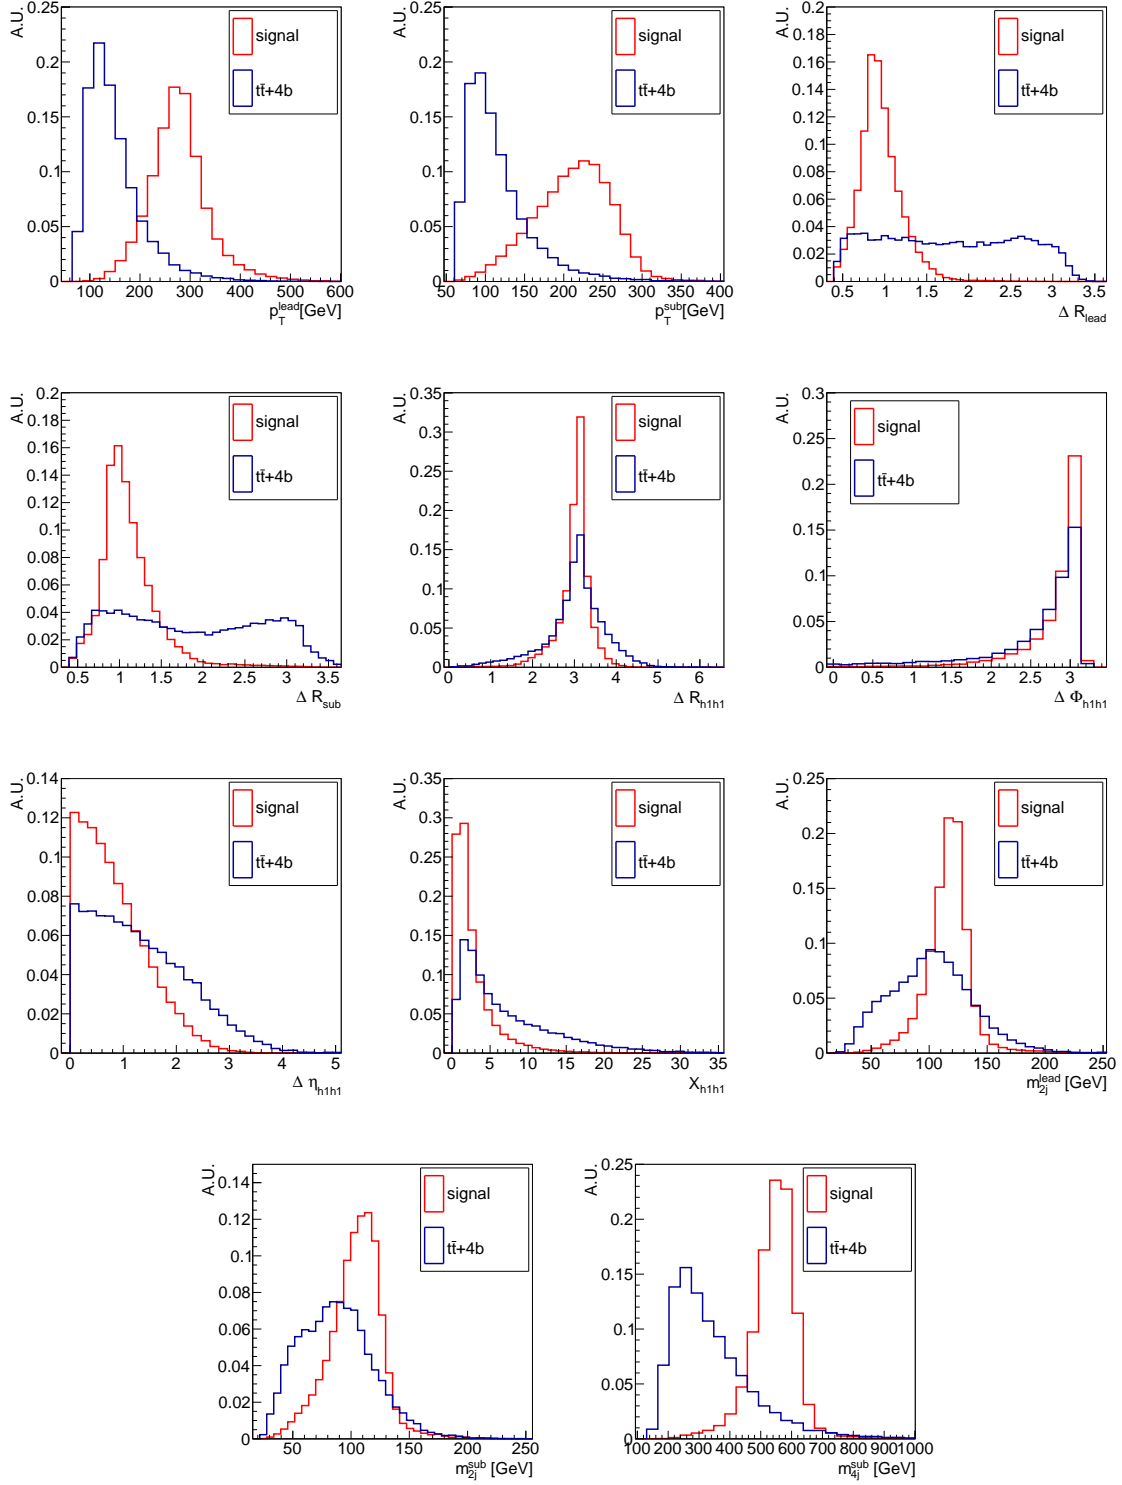 A.U.
0.25
0.2
0.15
0.1
0.05
0
signal
tt̄+4b
100 200 300 400 500 600
p_T^lead[GeV]
A.U.
0.25
0.2
0.15
0.1
0.05
0
signal
tt̄+4b
50 100 150 200 250 300 350 400
p_T^sub[GeV]
A.U.
0.2
0.18
0.16
0.14
0.12
0.1
0.08
0.06
0.04
0.02
0
signal
tt̄+4b
0.5 1 1.5 2 2.5 3 3.5
Δ R_lead
A.U.
0.2
0.18
0.16
0.14
0.12
0.1
0.08
0.06
0.04
0.02
0
signal
tt̄+4b
1 2 3
Δ R_sub
A.U.
0.35
0.3
0.25
0.2
0.15
0.1
0.05
0
signal
tt̄+4b
0 2 4 6
Δ R_h1h1
A.U.
0.3
0.25
0.2
0.15
0.1
0.05
0
signal
tt̄+4b
0.5 1 1.5 2 2.5 3
Δ Φ_h1h1
A.U.
0.14
0.12
0.1
0.08
0.06
0.04
0.02
0
signal
tt̄+4b
0 1 2 3 4 5
Δ η_h1h1
A.U.
0.35
0.3
0.25
0.2
0.15
0.1
0.05
0
signal
tt̄+4b
0 5 10 15 20 25 30 35
X_h1h1
A.U.
0.25
0.2
0.15
0.1
0.05
0
signal
tt̄+4b
50 100 150 200 250
m_2j^lead [GeV]
A.U.
0.14
0.12
0.1
0.08
0.06
0.04
0.02
0
signal
tt̄+4b
50 100 150 200 250
m_2j^sub [GeV]
A.U.
0.25
0.2
0.15
0.1
0.05
0
signal
tt̄+4b
100 200 300 400 500 600 700 800 900 1000
m_4j^sub [GeV]